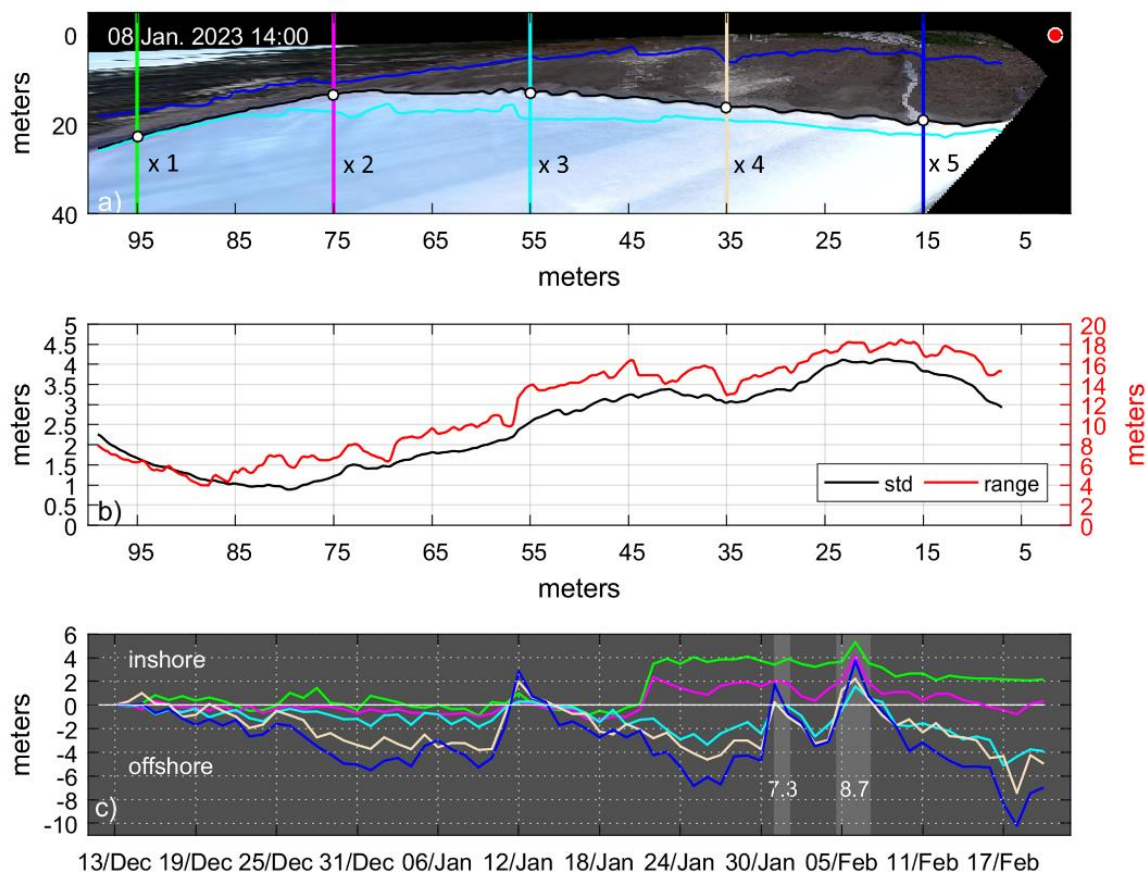 08 Jan. 2023 14:00
0
20
40
meters
x 1
x 2
x 3
x 4
x 5
a)
95 85 75 65 55 45 35 25 15 5
meters
5
4.5
4
3.5
3
2.5
2
1.5
1
0.5
0
meters
20
18
16
14
12
10
8
6
4
2
0
meters
std range
b)
95 85 75 65 55 45 35 25 15 5
meters
6
4
2
0
-2
-4
-6
-8
-10
meters
inshore
offshore
7.3 8.7
c)
13/Dec 19/Dec 25/Dec 31/Dec 06/Jan 12/Jan 18/Jan 24/Jan 30/Jan 05/Feb 11/Feb 17/Feb